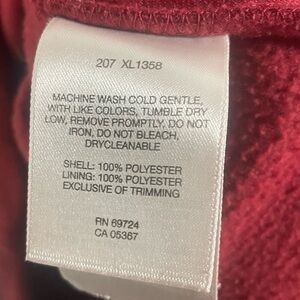 207 XL1358
MACHINE WASH COLD GENTLE,
WITH LIKE COLORS, TUMBLE DRY
LOW, REMOVE PROMPTLY, DO NOT
IRON, DO NOT BLEACH,
DRYCLEANABLE
SHELL: 100% POLYESTER
LINING: 100% POLYESTER
EXCLUSIVE OF TRIMMING
RN 69724
CA 05367